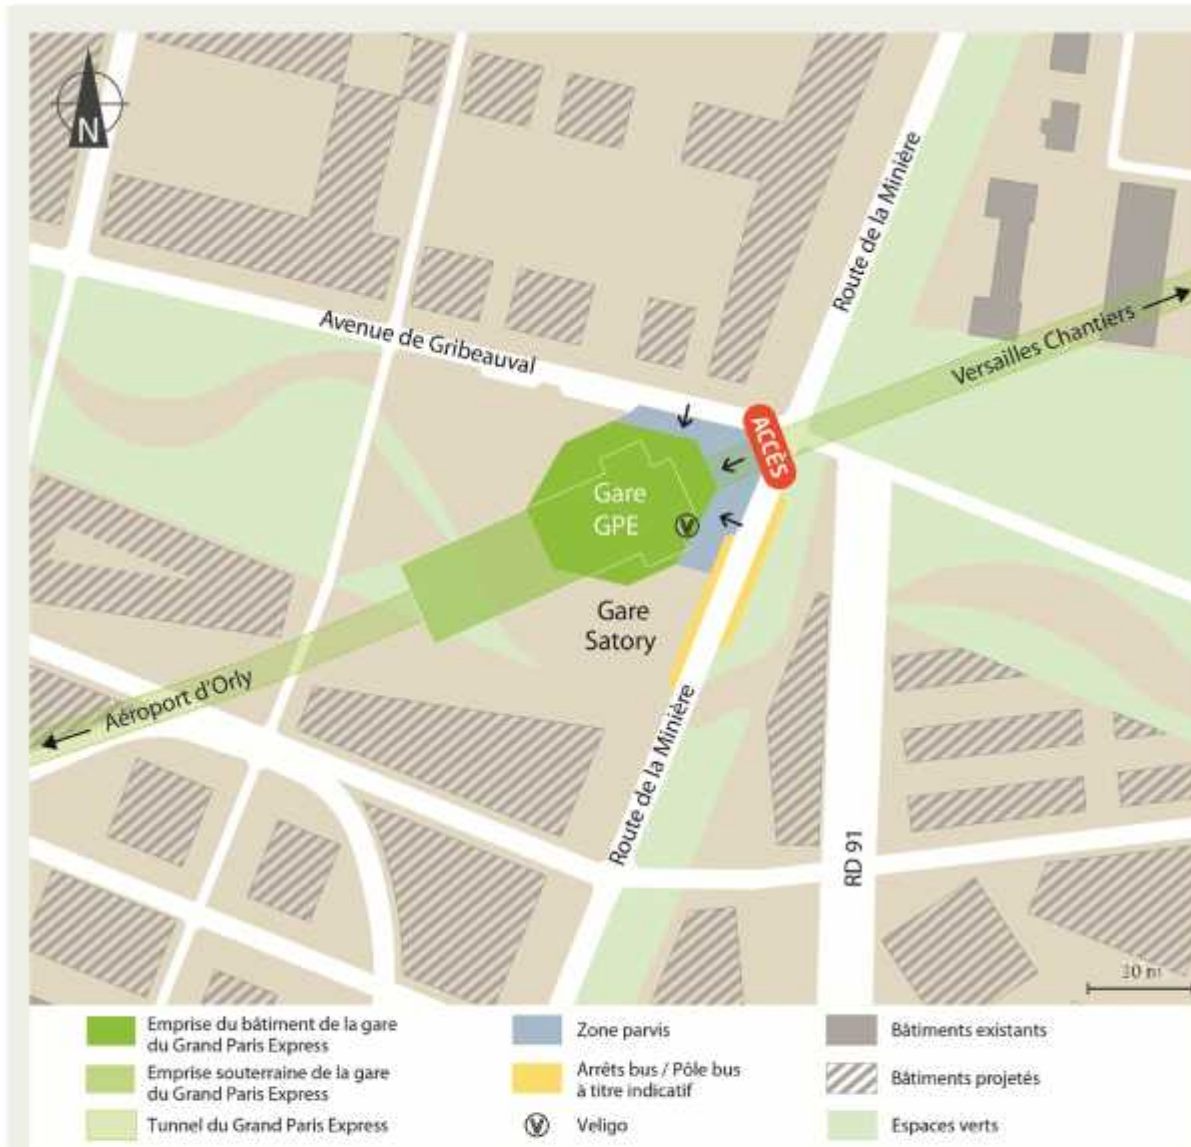 N
Route de la Minière
Avenue de Gribeauval
Versailles Chantiers
ACCÈS
Gare
GPE
V
Gare
Satory
Aéroport d'Orly
Route de la Minière
RD 91
Emprise du bâtiment de la gare
du Grand Paris Express
Emprise souterraine de la gare
du Grand Paris Express
Tunnel du Grand Paris Express
Zone parvis
Arrêts bus / Pôle bus
à titre indicatif
V
Veligo
Bâtiments existants
Bâtiments projetés
Espaces verts